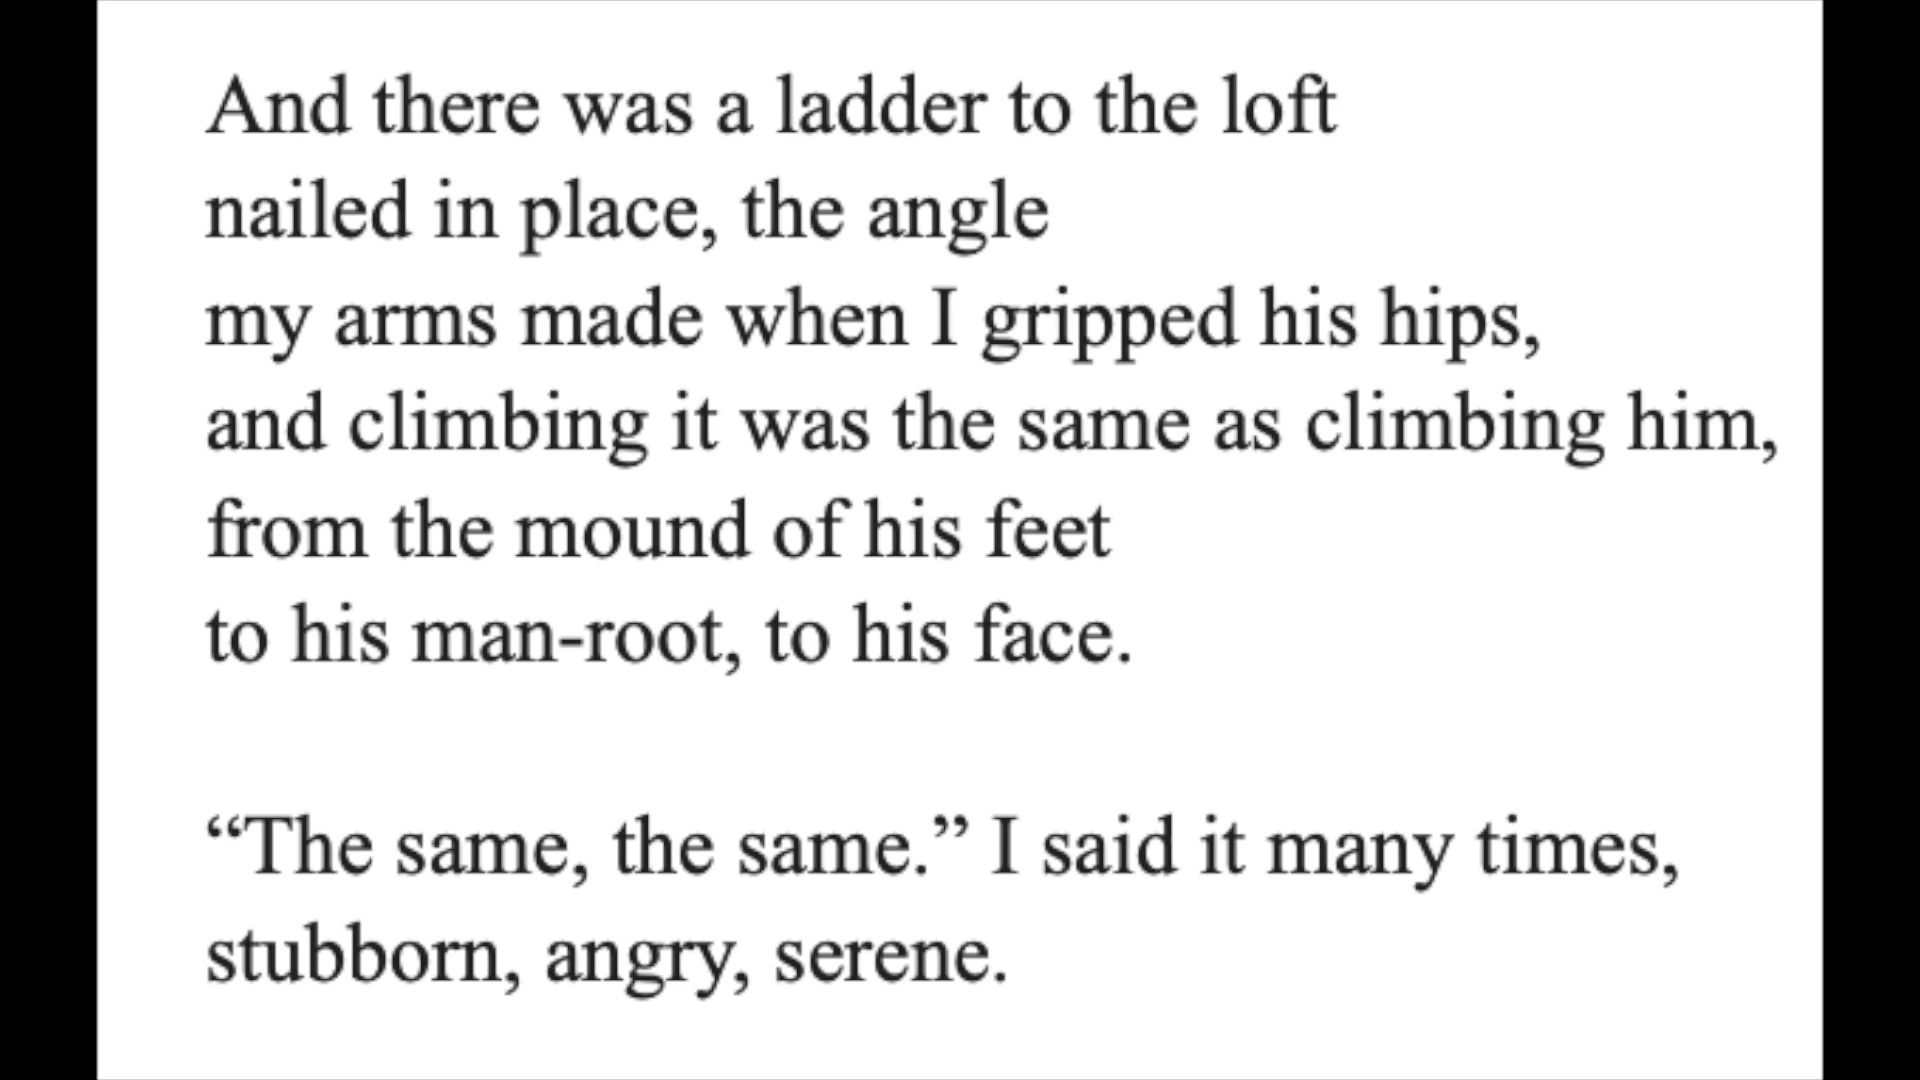 And there was a ladder to the loft
nailed in place, the angle
my arms made when I gripped his hips,
and climbing it was the same as climbing him,
from the mound of his feet
to his man-root, to his face.
“The same, the same.” I said it many times,
stubborn, angry, serene.